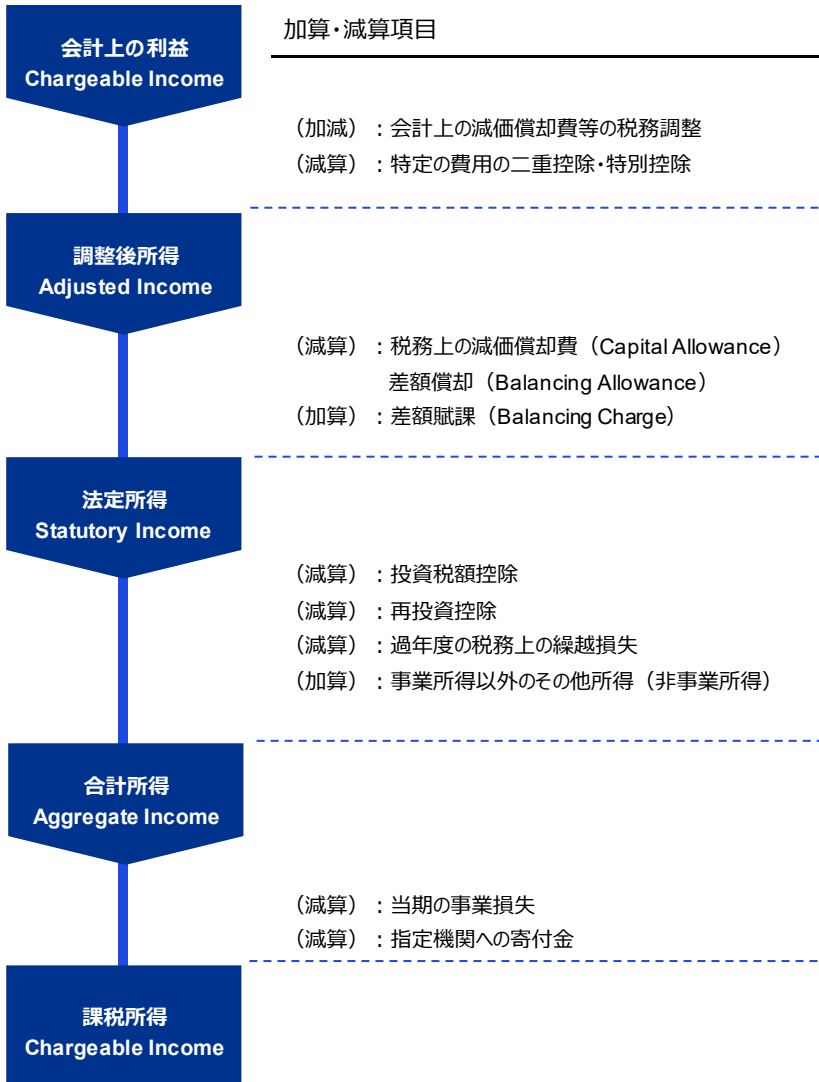 会計上の利益
Chargeable Income
加算・減算項目
（加減）：会計上の減価償却費等の税務調整
（減算）：特定の費用の二重控除・特別控除
調整後所得
Adjusted Income
（減算）：税務上の減価償却費（Capital Allowance）
差額償却（Balancing Allowance）
（加算）：差額賦課（Balancing Charge）
法定所得
Statutory Income
（減算）：投資税額控除
（減算）：再投資控除
（減算）：過年度の税務上の繰越損失
（加算）：事業所得以外のその他所得（非事業所得）
合計所得
Aggregate Income
（減算）：当期の事業損失
（減算）：指定機関への寄付金
課税所得
Chargeable Income